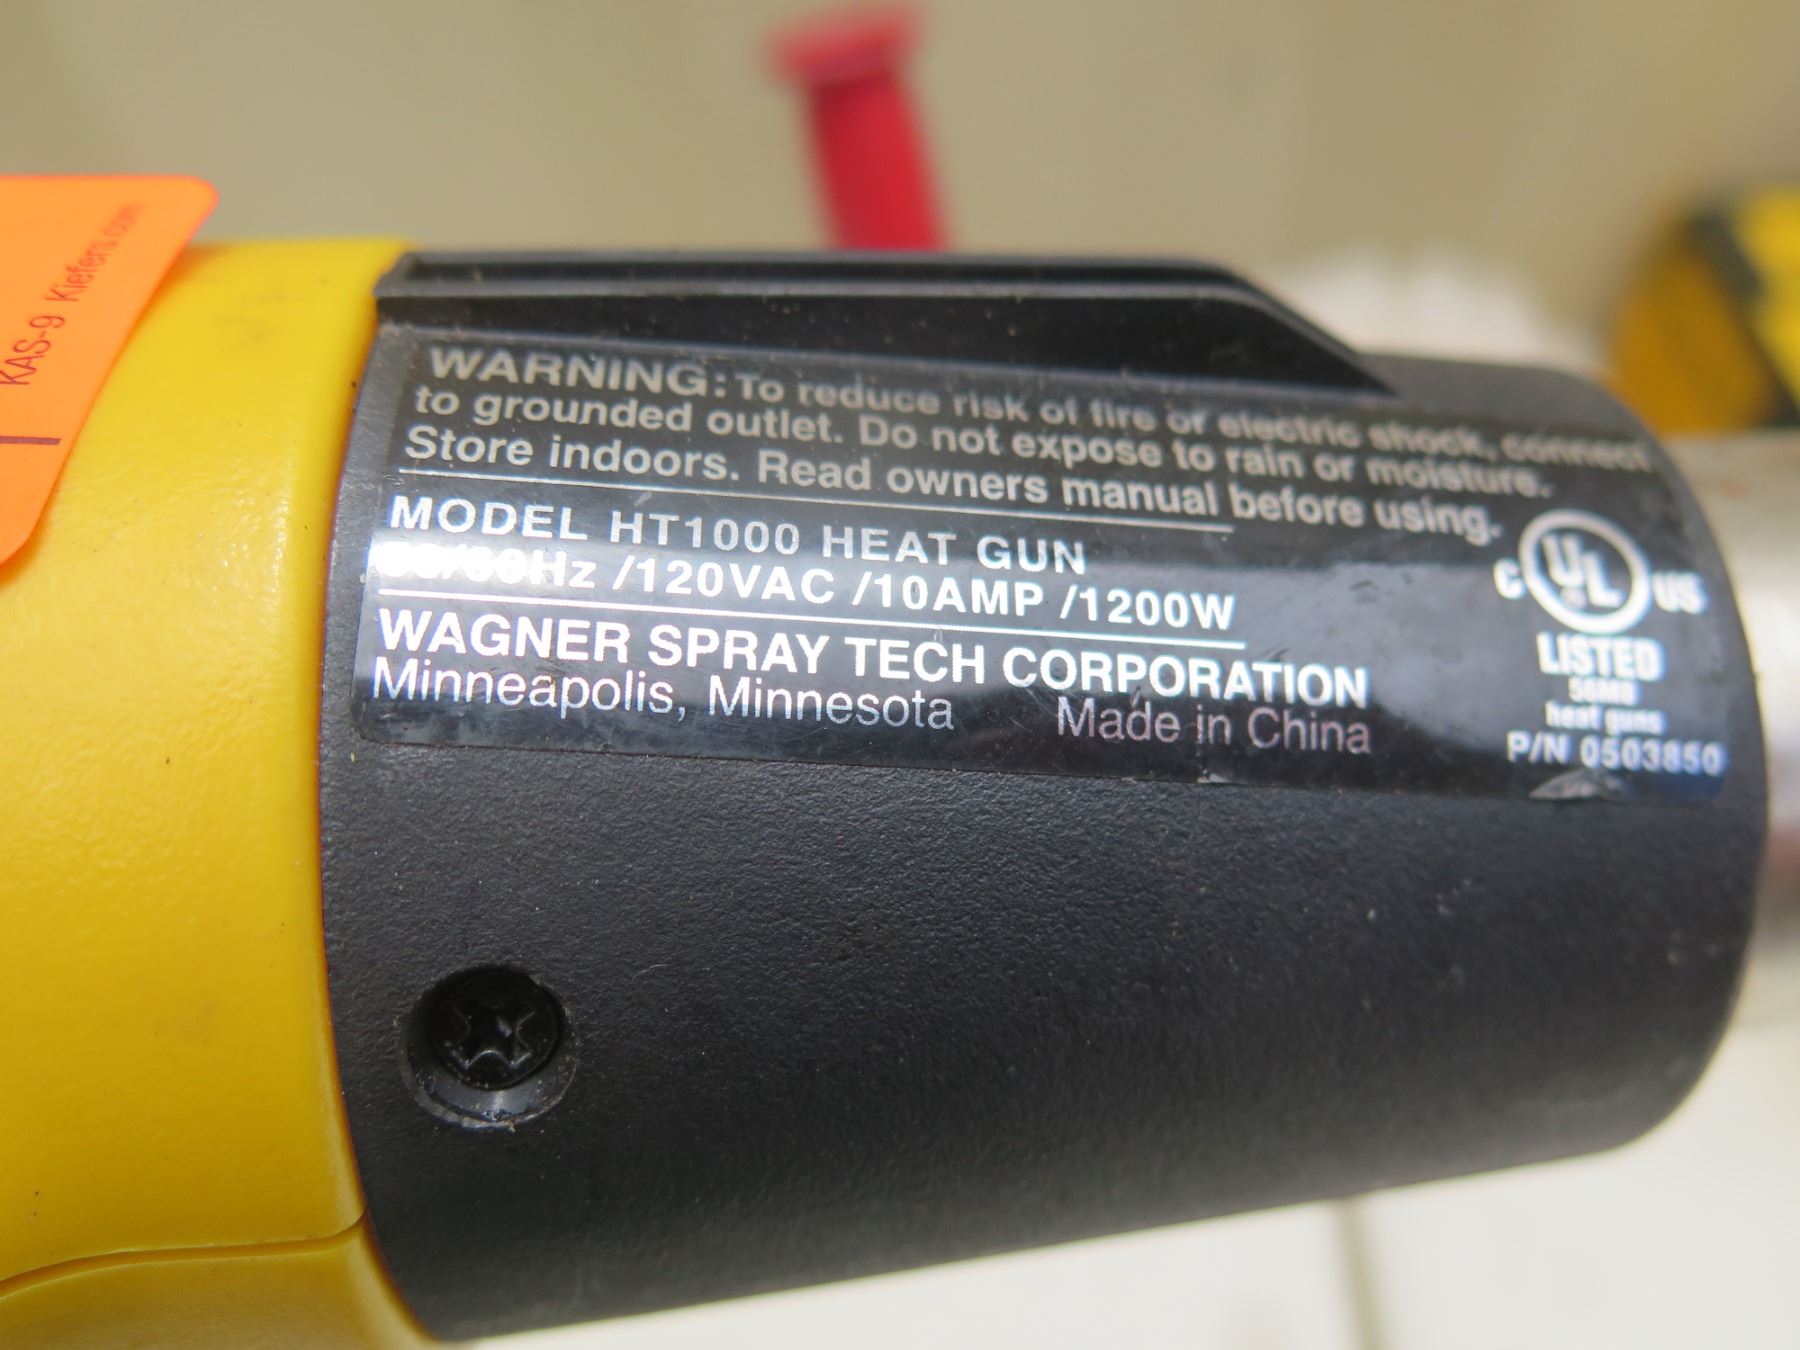 KAS-9 Kiefers.com
WARNING: To reduce risk of fire or electric shock, connect
to grounded outlet. Do not expose to rain or moisture.
Store indoors. Read owners manual before using.
MODEL HT1000 HEAT GUN
/60Hz /120VAC /10AMP /1200W
WAGNER SPRAY TECH CORPORATION
Minneapolis, Minnesota Made in China
C UL US
LISTED
56M8
heat guns
P/N 0503850